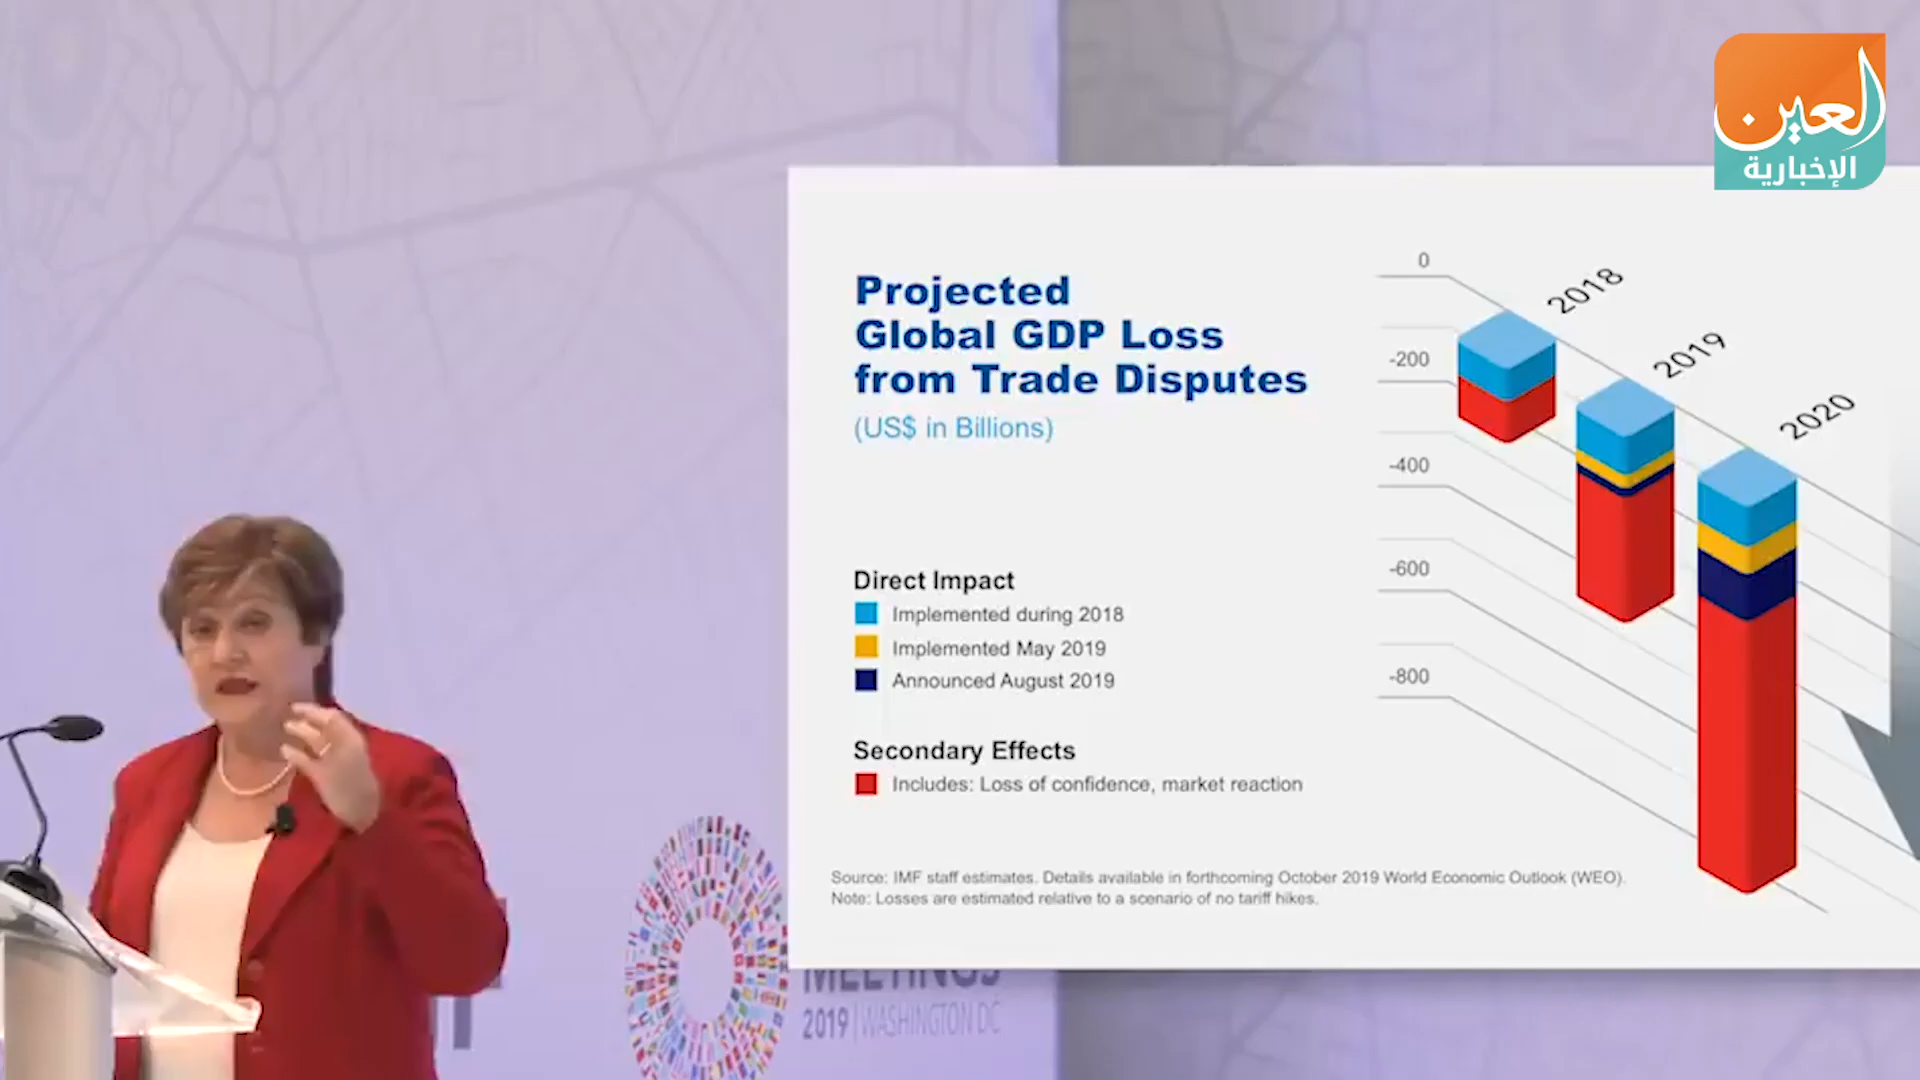 العين
الإخبارية
Projected
Global GDP Loss
from Trade Disputes
(US$ in Billions)
0
-200
-400
-600
-800
2018
2019
2020
Direct Impact
Implemented during 2018
Implemented May 2019
Announced August 2019
Secondary Effects
Includes: Loss of confidence, market reaction
Source: IMF staff estimates. Details available in forthcoming October 2019 World Economic Outlook (WEO).
Note: Losses are estimated relative to a scenario of no tariff hikes.
MEETINGS
2019 | WASHINGTON DC